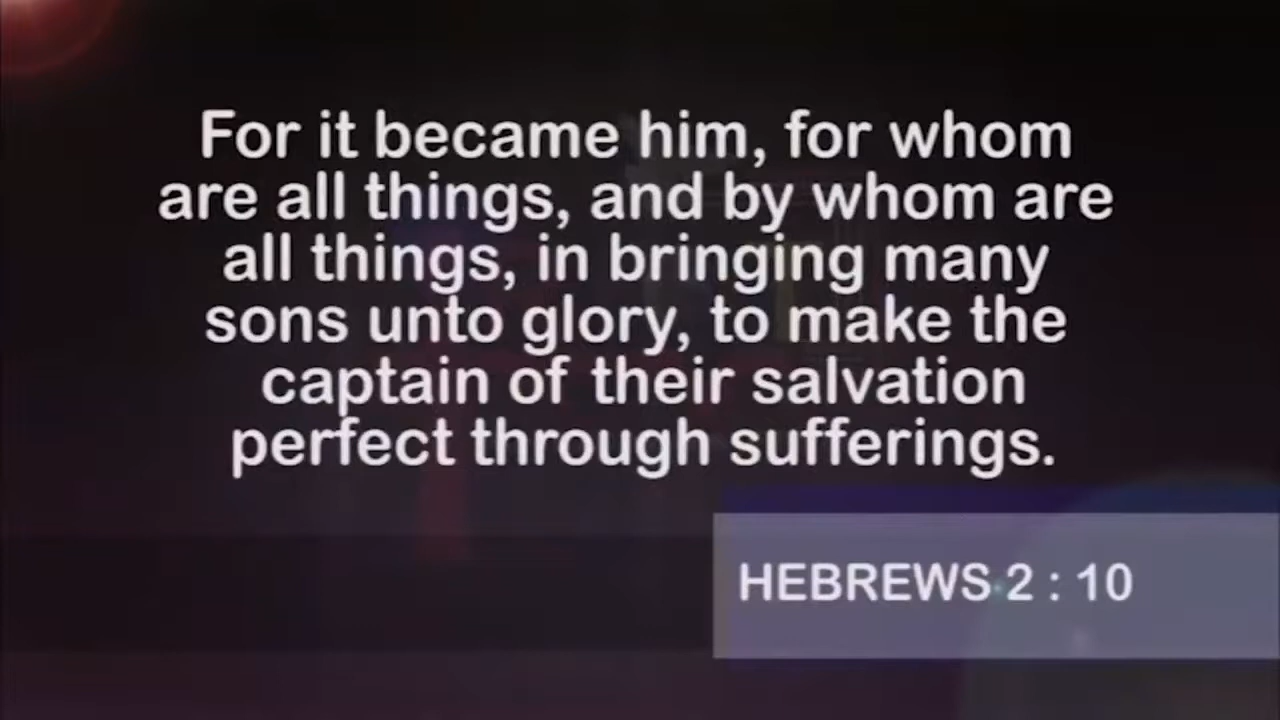 For it became him, for whom
are all things, and by whom are
all things, in bringing many
sons unto glory, to make the
captain of their salvation
perfect through sufferings.
HEBREWS 2 : 10